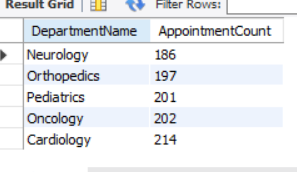 Result Grid Filter Rows:
DepartmentName AppointmentCount
Neurology 186
Orthopedics 197
Pediatrics 201
Oncology 202
Cardiology 214